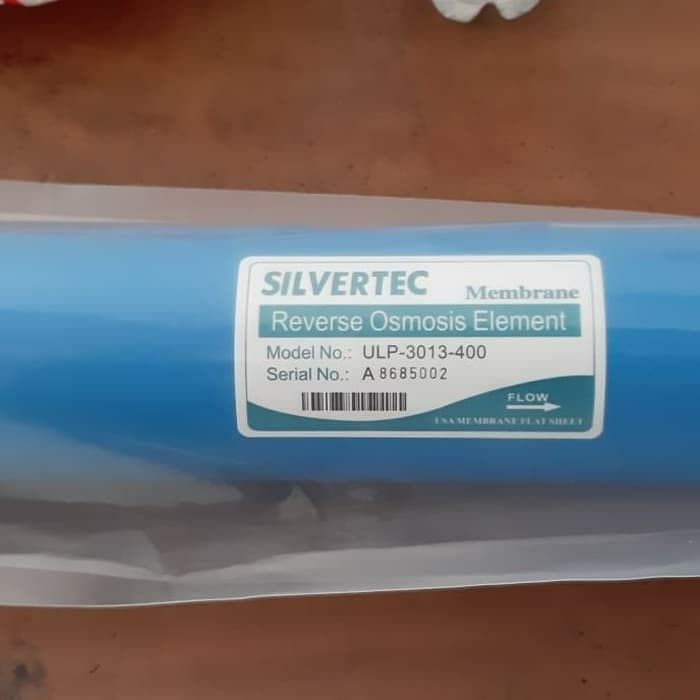 SILVERTEC
Membrane
Reverse Osmosis Element
Model No.: ULP-3013-400
Serial No.: A 8685002
FLOW
USA MEMBRANE FLAT SHEET